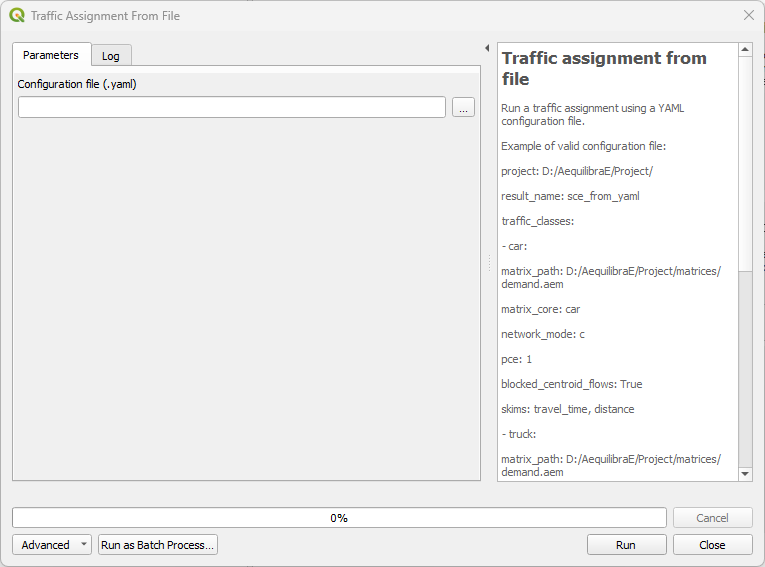 Traffic Assignment From File
Parameters
Log
Configuration file (.yaml)
...
Traffic assignment from
file
Run a traffic assignment using a YAML
configuration file.
Example of valid configuration file:
project: D:/AequilibraE/Project/
result_name: sce_from_yaml
traffic_classes:
- car:
matrix_path: D:/AequilibraE/Project/matrices/
demand.aem
matrix_core: car
network_mode: c
pce: 1
blocked_centroid_flows: True
skims: travel_time, distance
- truck:
matrix_path: D:/AequilibraE/Project/matrices/
demand.aem
0%
Cancel
Advanced
Run as Batch Process...
Run
Close